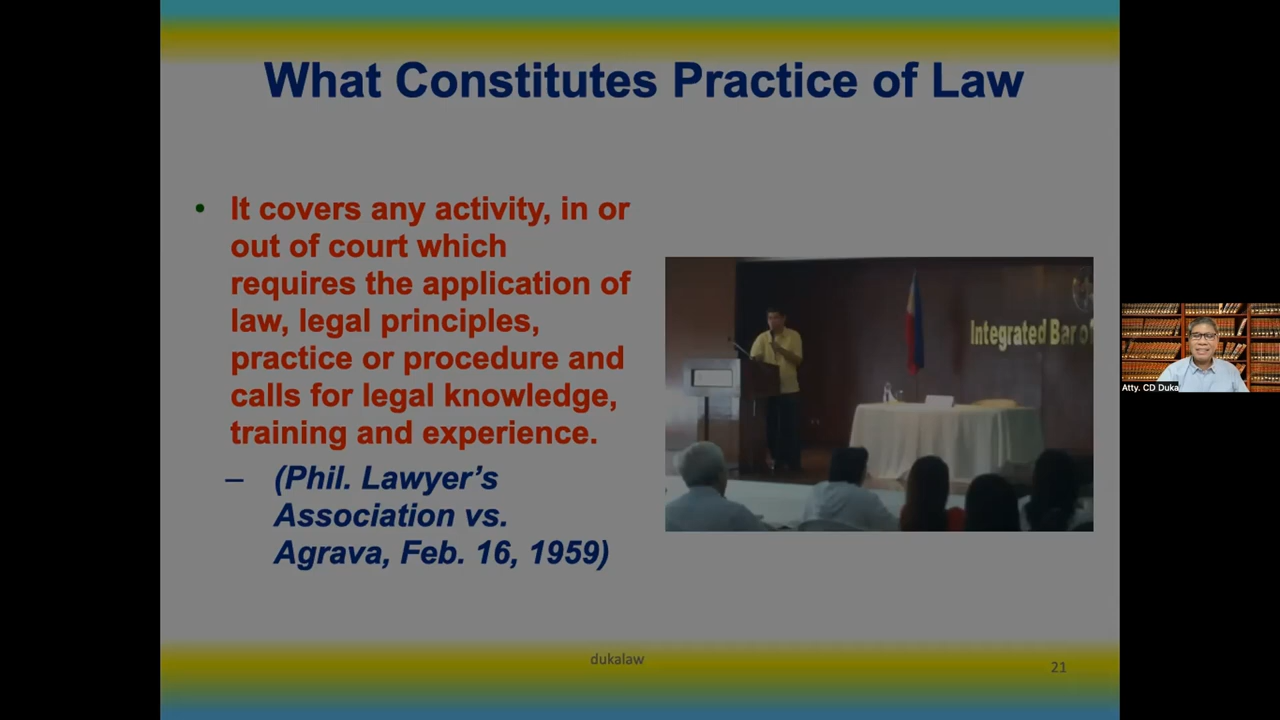 What Constitutes Practice of Law
• It covers any activity, in or
out of court which
requires the application of
law, legal principles,
practice or procedure and
calls for legal knowledge,
training and experience.
– (Phil. Lawyer's
Association vs.
Agrava, Feb. 16, 1959)
Integrated Bar of
Atty. CD Duka
dukalaw
21